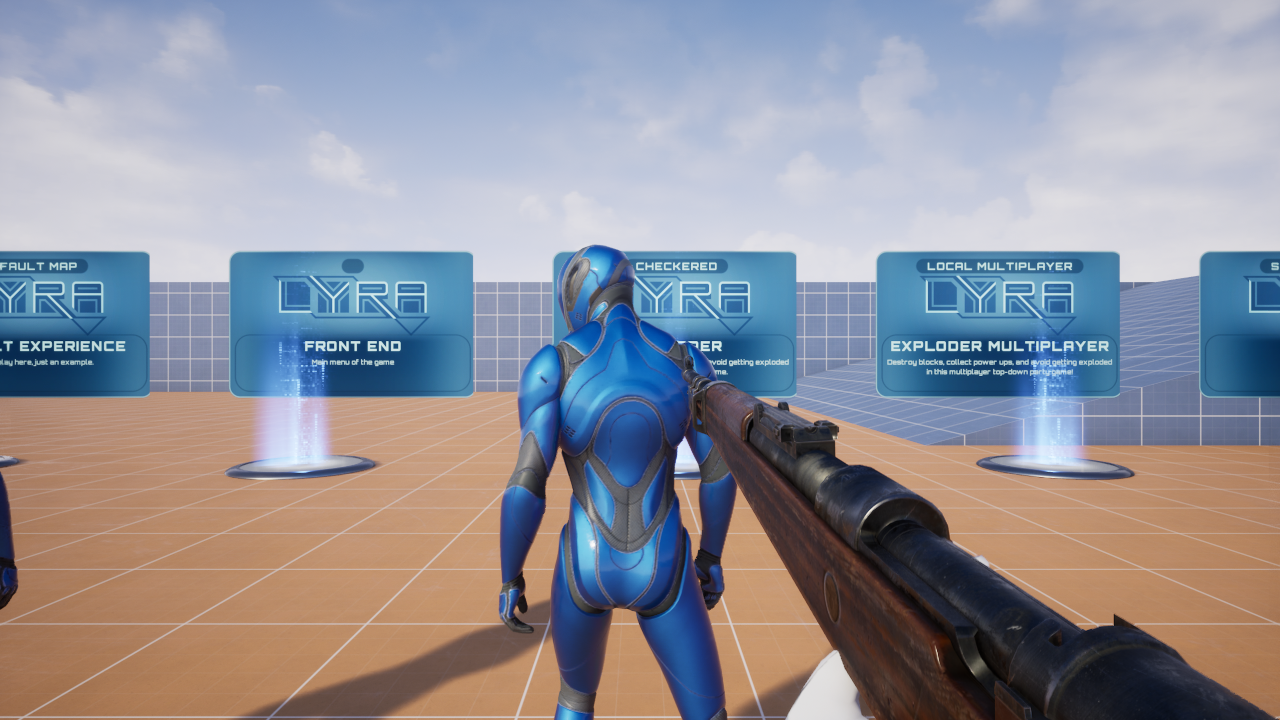 FAULT MAP
YRA
LT EXPERIENCE
lay here, just an example.
LYRA
FRONT END
Main menu of the game
CHECKERED
YRA
DER
void getting exploded
me.
LOCAL MULTIPLAYER
LYRA
EXPLODER MULTIPLAYER
Destroy blocks, collect power ups, and avoid getting exploded
in this multiplayer top-down party game!
S
L